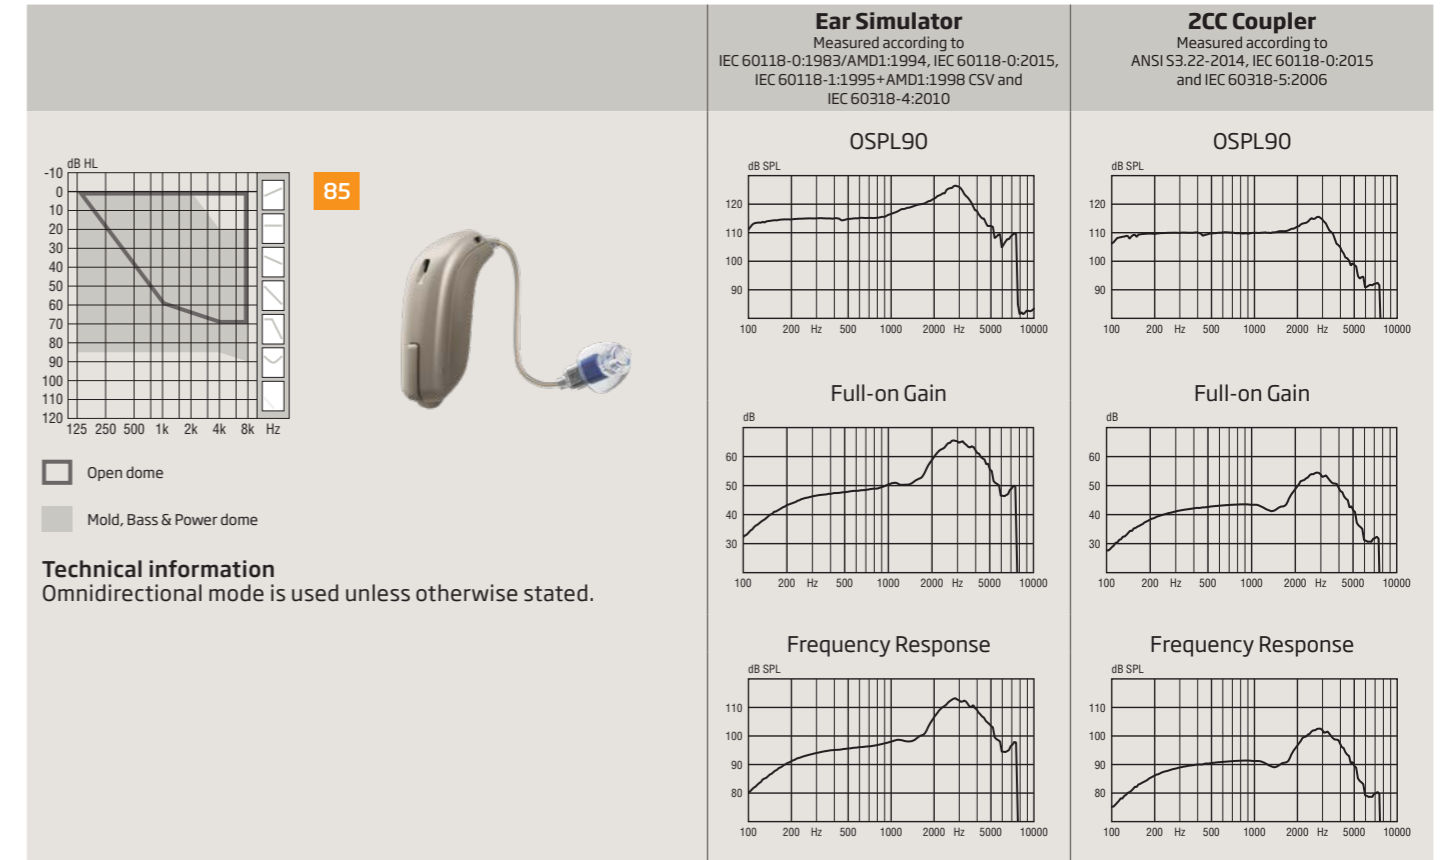 Ear Simulator
Measured according to
IEC 60118-0:1983/AMD1:1994, IEC 60118-0:2015,
IEC 60118-1:1995+AMD1:1998 CSV and
IEC 60318-4:2010
2CC Coupler
Measured according to
ANSI S3.22-2014, IEC 60118-0:2015
and IEC 60318-5:2006
dB HL
-10
0
10
20
30
40
50
60
70
80
90
100
110
120
125 250 500 1k 2k 4k 8k Hz
85
Open dome
Mold, Bass & Power dome
Technical information
Omnidirectional mode is used unless otherwise stated.
OSPL90
dB SPL
120
110
100
90
100 200 Hz 500 1000 2000 Hz 5000 10000
OSPL90
dB SPL
120
110
100
90
100 200 Hz 500 1000 2000 Hz 5000 10000
Full-on Gain
dB
60
50
40
30
100 200 Hz 500 1000 2000 Hz 5000 10000
Full-on Gain
dB
60
50
40
30
100 200 Hz 500 1000 2000 Hz 5000 10000
Frequency Response
dB SPL
110
100
90
80
100 200 Hz 500 1000 2000 Hz 5000 10000
Frequency Response
dB SPL
110
100
90
80
100 200 Hz 500 1000 2000 Hz 5000 10000